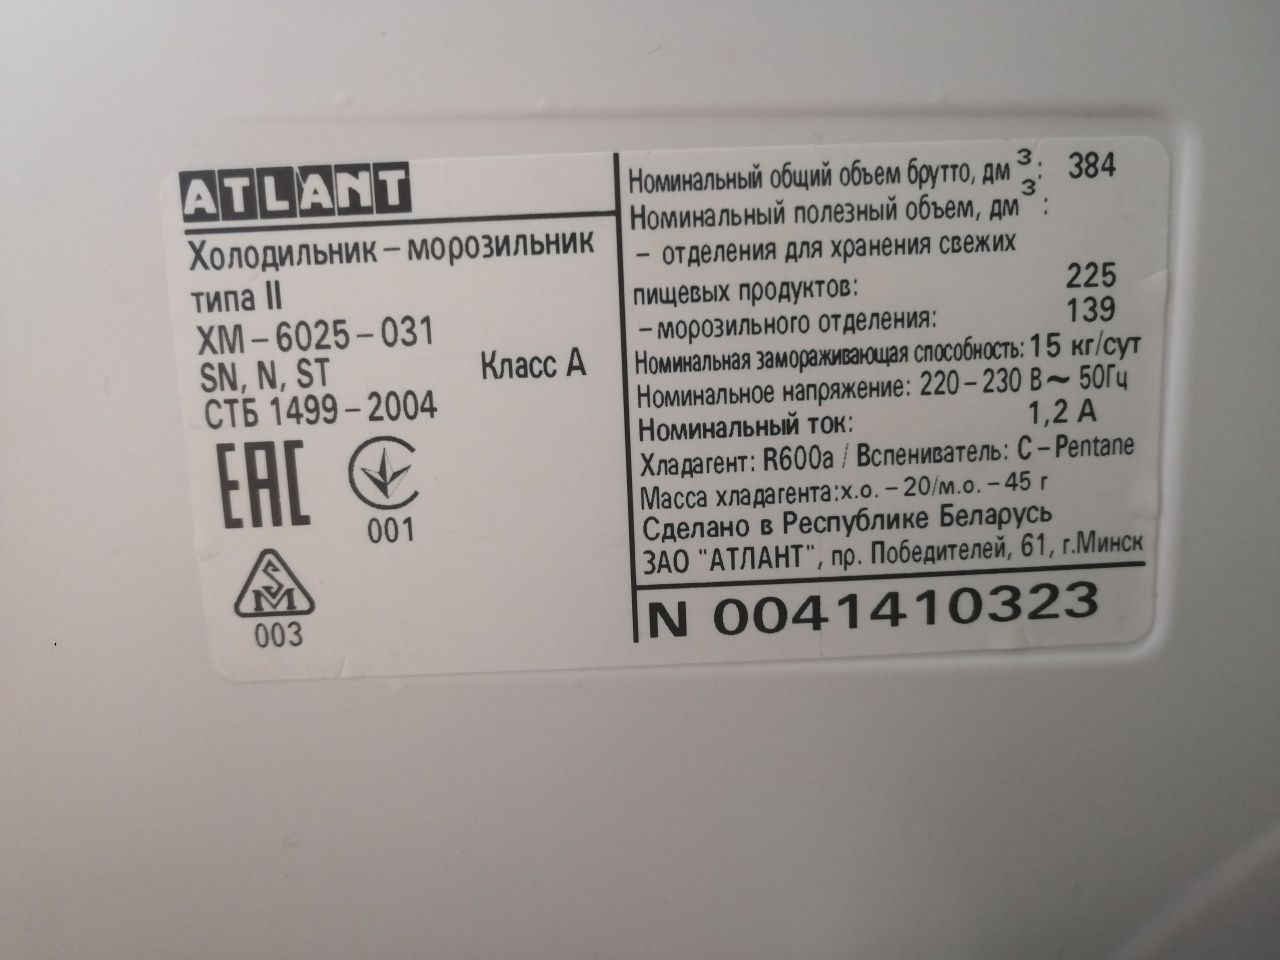 ATLANT
Холодильник – морозильник
типа II
ХМ – 6025 – 031
Класс А
SN, N, ST
СТБ 1499 – 2004
EAC
001
003
Номинальный общий объем брутто, дм³: 384
Номинальный полезный объем, дм³:
– отделения для хранения свежих
пищевых продуктов: 225
– морозильного отделения: 139
Номинальная замораживающая способность: 15 кг/сут
Номинальное напряжение: 220 – 230 В ~ 50Гц
Номинальный ток: 1,2 А
Хладагент: R600a / Вспениватель: C – Pentane
Масса хладагента:х.о. – 20/м.о. – 45 г
Сделано в Республике Беларусь
ЗАО "АТЛАНТ", пр. Победителей, 61, г.Минск
N 0041410323